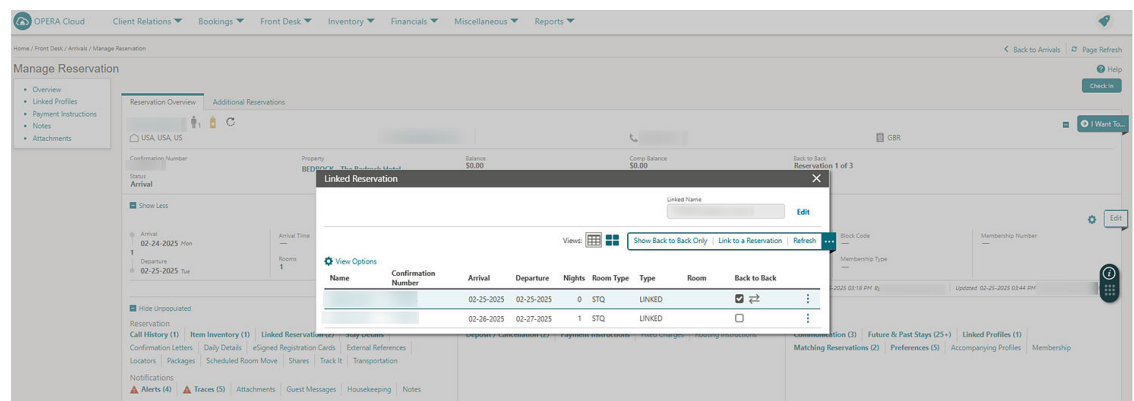 OPERA Cloud Client Relations Bookings Front Desk Inventory Financials Miscellaneous Reports
Home / Front Desk / Arrivals / Manage Reservation
Back to Arrivals Page Refresh
Manage Reservation
Help
Check In
Overview
Linked Profiles
Payment Instructions
Notes
Attachments
Reservation Overview Additional Reservations
1
I Want To...
USA, USA, US
GBR
Confirmation Number
Property
BEDROCK - The Bedrock Hotel
Balance
$0.00
Comp Balance
$0.00
Back to Back
Reservation 1 of 3
Status
Arrival
Show Less
Edit
Arrival
02-24-2025 Mon
1
Departure
02-25-2025 Tue
Arrival Time
—
Rooms
1
Block Code
—
Membership Type
—
Membership Number
—
Linked Reservation
Linked Name
Edit
Views: Show Back to Back Only Link to a Reservation Refresh
View Options
Name Confirmation Number Arrival Departure Nights Room Type Type Room Back to Back
02-25-2025 02-25-2025 0 STQ LINKED
02-26-2025 02-27-2025 1 STQ LINKED
-2025 03:18 PM By Updated 02-25-2025 03:44 PM
Hide Unpopulated
Reservation
Call History (1) Item Inventory (1) Linked Reservation (2) Stay Details
Confirmation Letters Daily Details eSigned Registration Cards External References
Locators Packages Scheduled Room Move Shares Track It Transportation
Deposit / Cancellation (2) Payment Instructions Fixed Charges Routing Instructions
Communication (3) Future & Past Stays (25+) Linked Profiles (1)
Matching Reservations (2) Preferences (5) Accompanying Profiles Membership
Notifications
Alerts (4) Traces (5) Attachments Guest Messages Housekeeping Notes